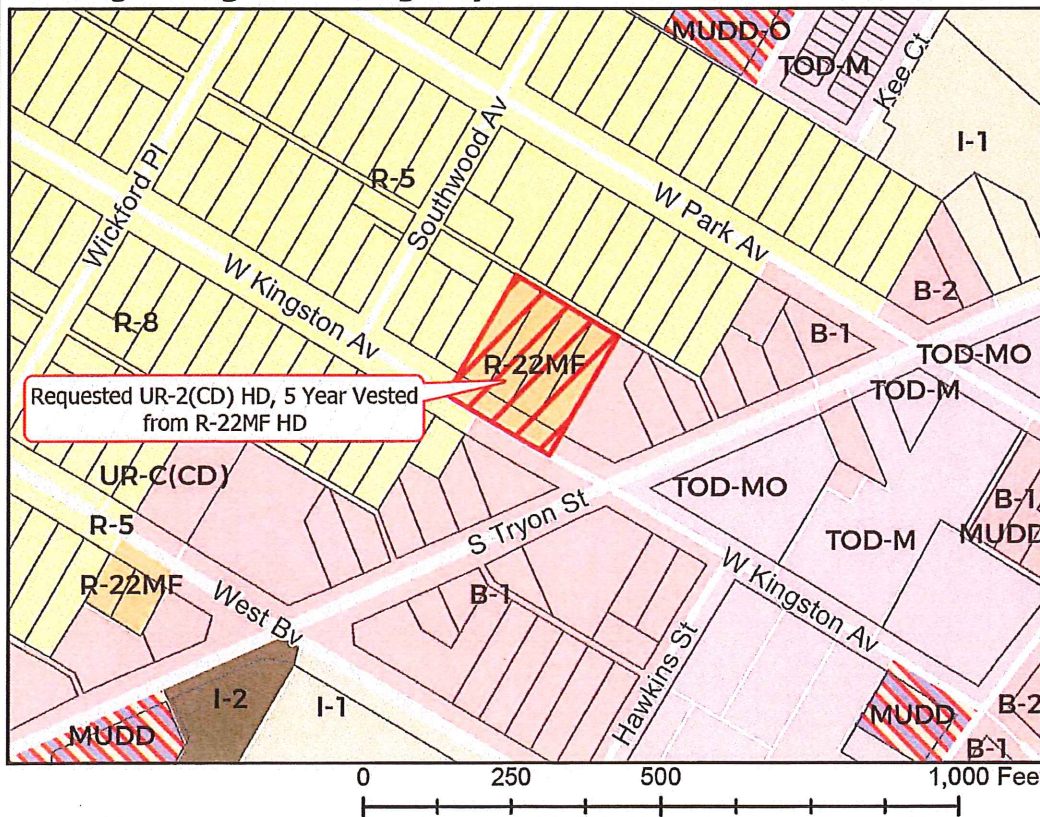 MUDD-O
TOD-M
Kee Ct
I-1
R-5
Southwood Av
Wickford Pl
W Park Av
W Kingston Av
B-2
R-8
B-1
TOD-MO
R-22MF
TOD-M
Requested UR-2(CD) HD, 5 Year Vested
from R-22MF HD
UR-C(CD)
TOD-MO
B-1/
MUDD
R-5
S Tryon St
TOD-M
R-22MF
West Bv
B-1
W Kingston Av
Hawkins St
I-2
I-1
MUDD
MUDD
B-2
B-1
0 250 500 1,000 Fee